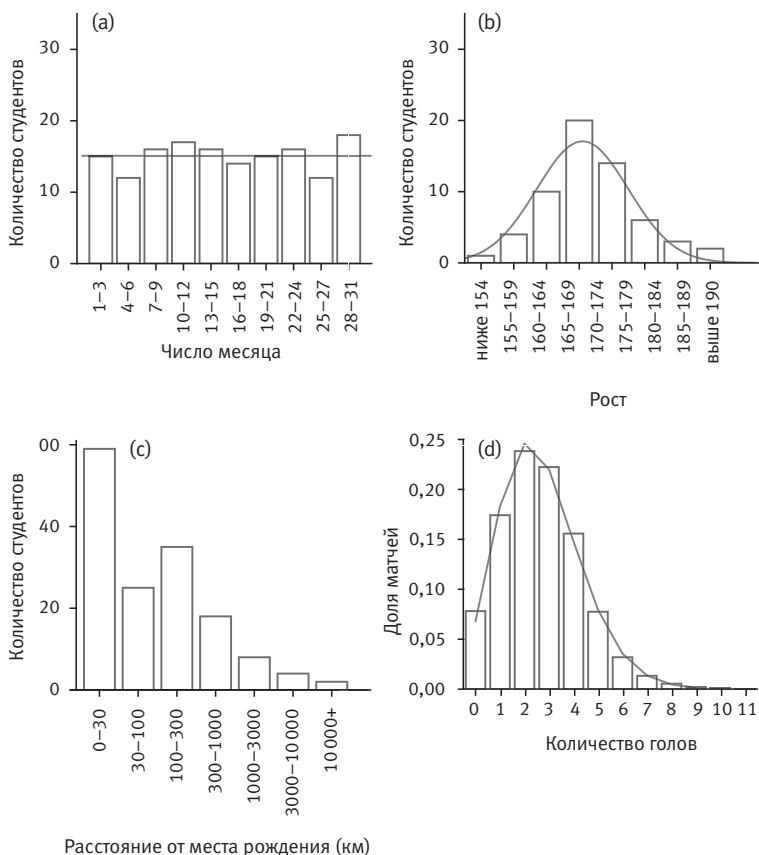 (a)
Количество студентов
30
20
10
0
1–3
4–6
7–9
10–12
13–15
16–18
19–21
22–24
25–27
28–31
Число месяца
(b)
Количество студентов
30
20
10
0
ниже 154
155–159
160–164
165–169
170–174
175–179
180–184
185–189
выше 190
Рост
(c)
Количество студентов
00
40
20
0
0–30
30–100
100–300
300–1000
1000–3000
3000–10 000
10 000+
Расстояние от места рождения (км)
(d)
Доля матчей
0,25
0,20
0,15
0,10
0,05
0,00
0 1 2 3 4 5 6 7 8 9 10 11
Количество голов